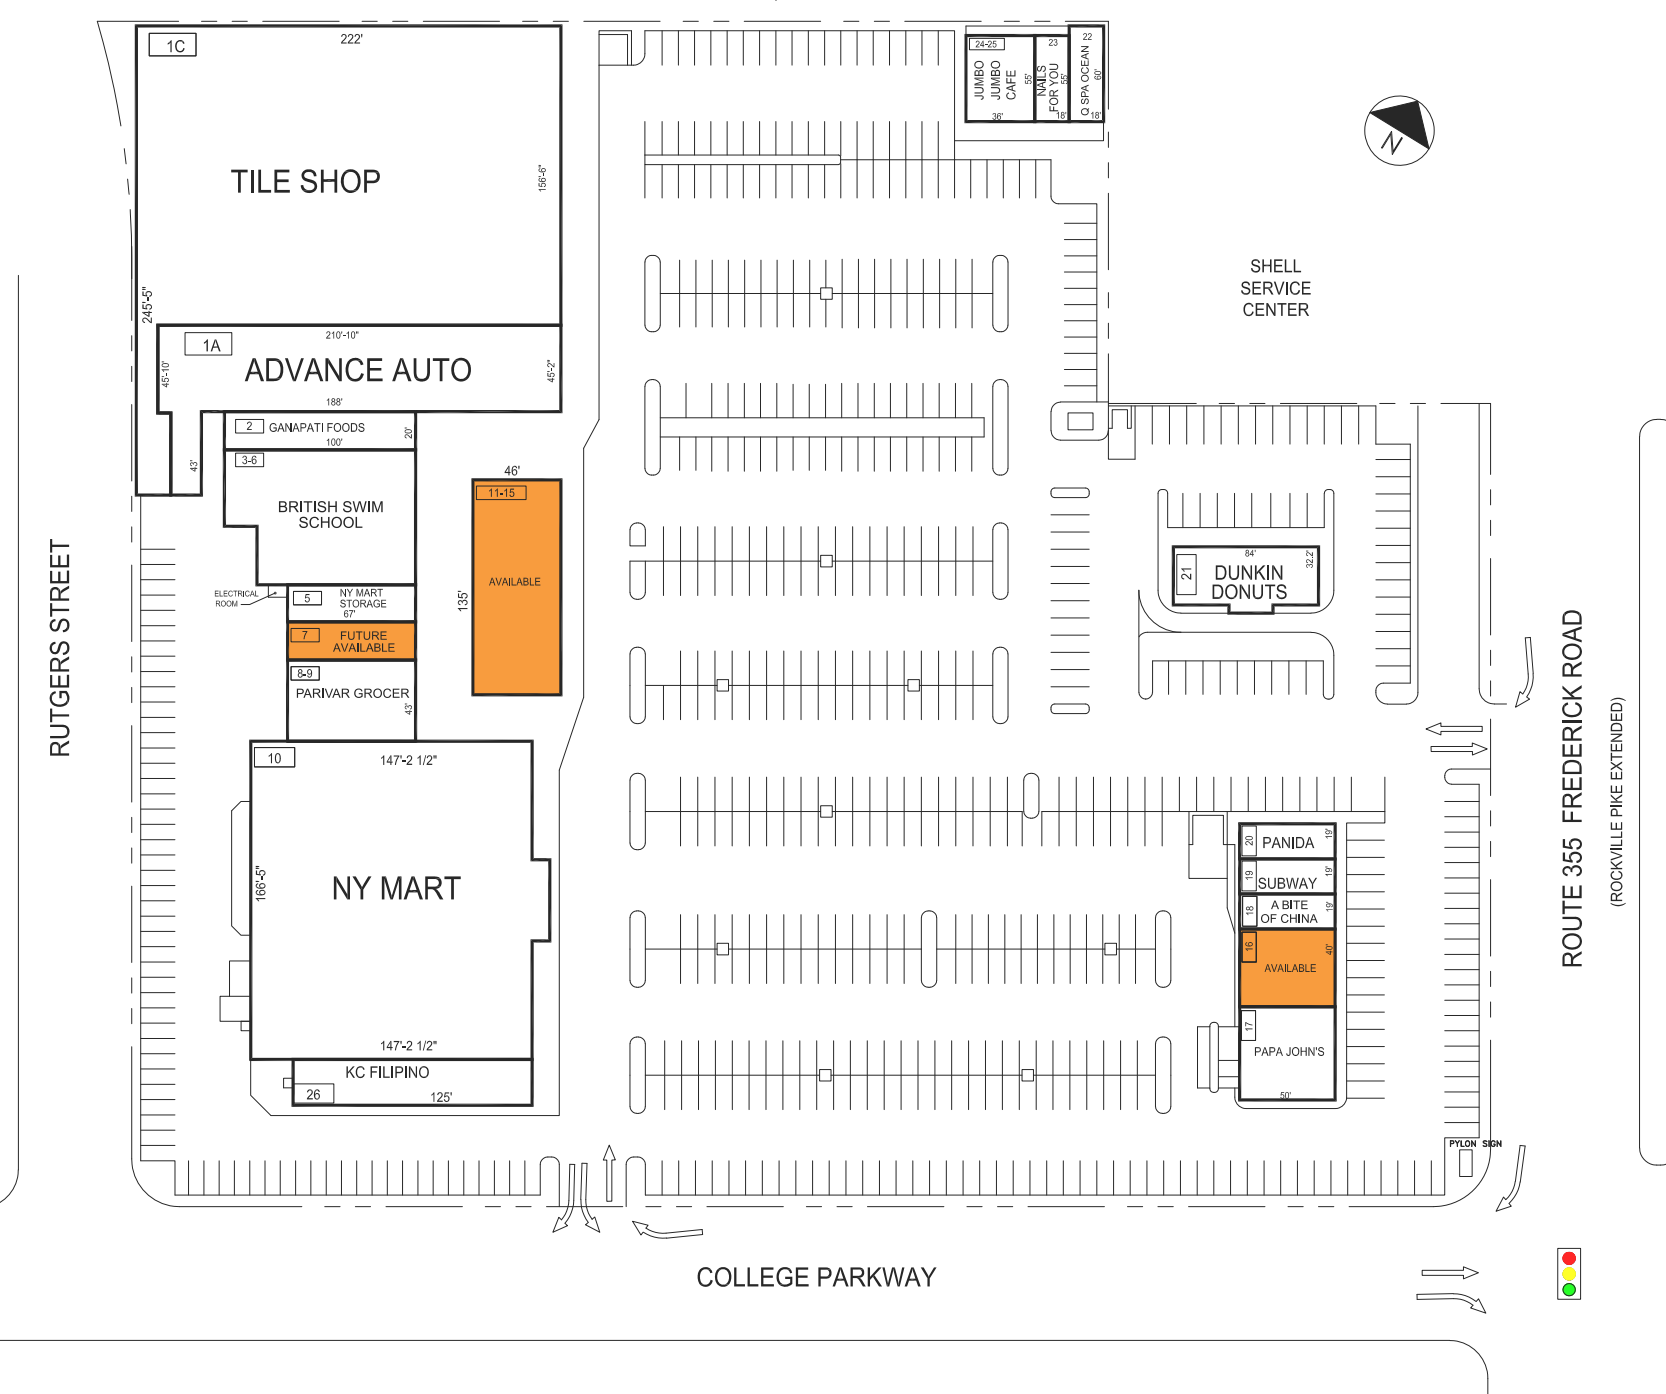 1C
222'
TILE SHOP
156'-6"
245'-5"
210'-10"
1A
ADVANCE AUTO
45'-10'
45'-2"
188'
2
GANAPATI FOODS
20'
100'
43'
3-6
BRITISH SWIM
SCHOOL
46'
11-15
AVAILABLE
135'
ELECTRICAL
ROOM
5
NY MART
STORAGE
67'
7
FUTURE
AVAILABLE
8-9
PARIVAR GROCER
43'
10
147'-2 1/2"
NY MART
166'-5"
147'-2 1/2"
KC FILIPINO
26
125'
24-25
JUMBO
JUMBO
CAFE
55'
36'
23
NAILS
FOR YOU
55'
18'
22
Q SPA OCEAN
60'
18'
N
SHELL
SERVICE
CENTER
84'
32.2'
21
DUNKIN
DONUTS
20
PANIDA
19'
19
SUBWAY
19'
18
A BITE
OF CHINA
19'
16
AVAILABLE
40'
17
PAPA JOHN'S
50'
PYLON SIGN
RUTGERS STREET
ROUTE 355 FREDERICK ROAD
(ROCKVILLE PIKE EXTENDED)
COLLEGE PARKWAY